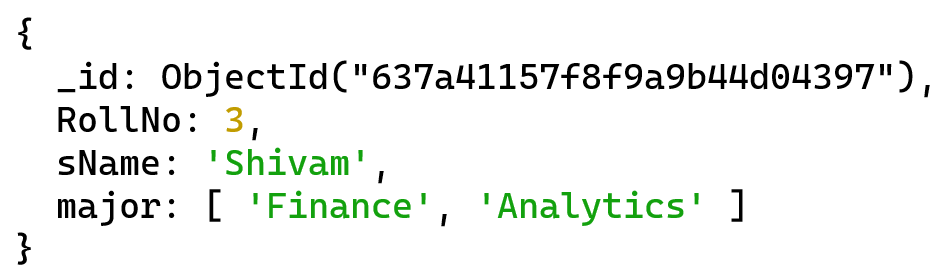 {
  _id: ObjectId("637a41157f8f9a9b44d04397"),
  RollNo: 3,
  sName: 'Shivam',
  major: [ 'Finance', 'Analytics' ]
}